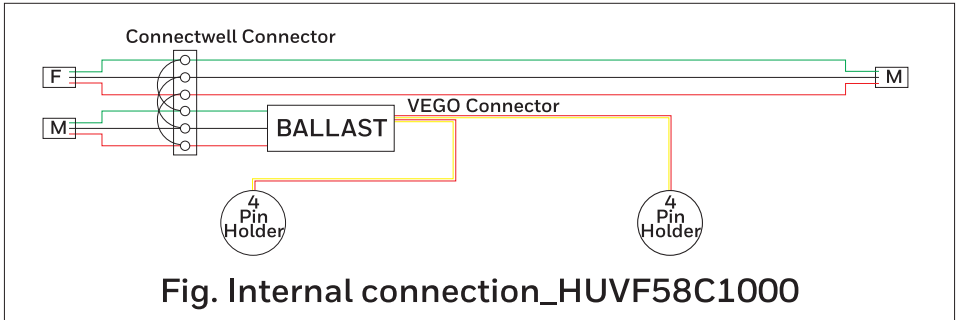 Connectwell Connector
F
M
M
VEGO Connector
BALLAST
4
Pin
Holder
4
Pin
Holder
Fig. Internal connection_HUVF58C1000